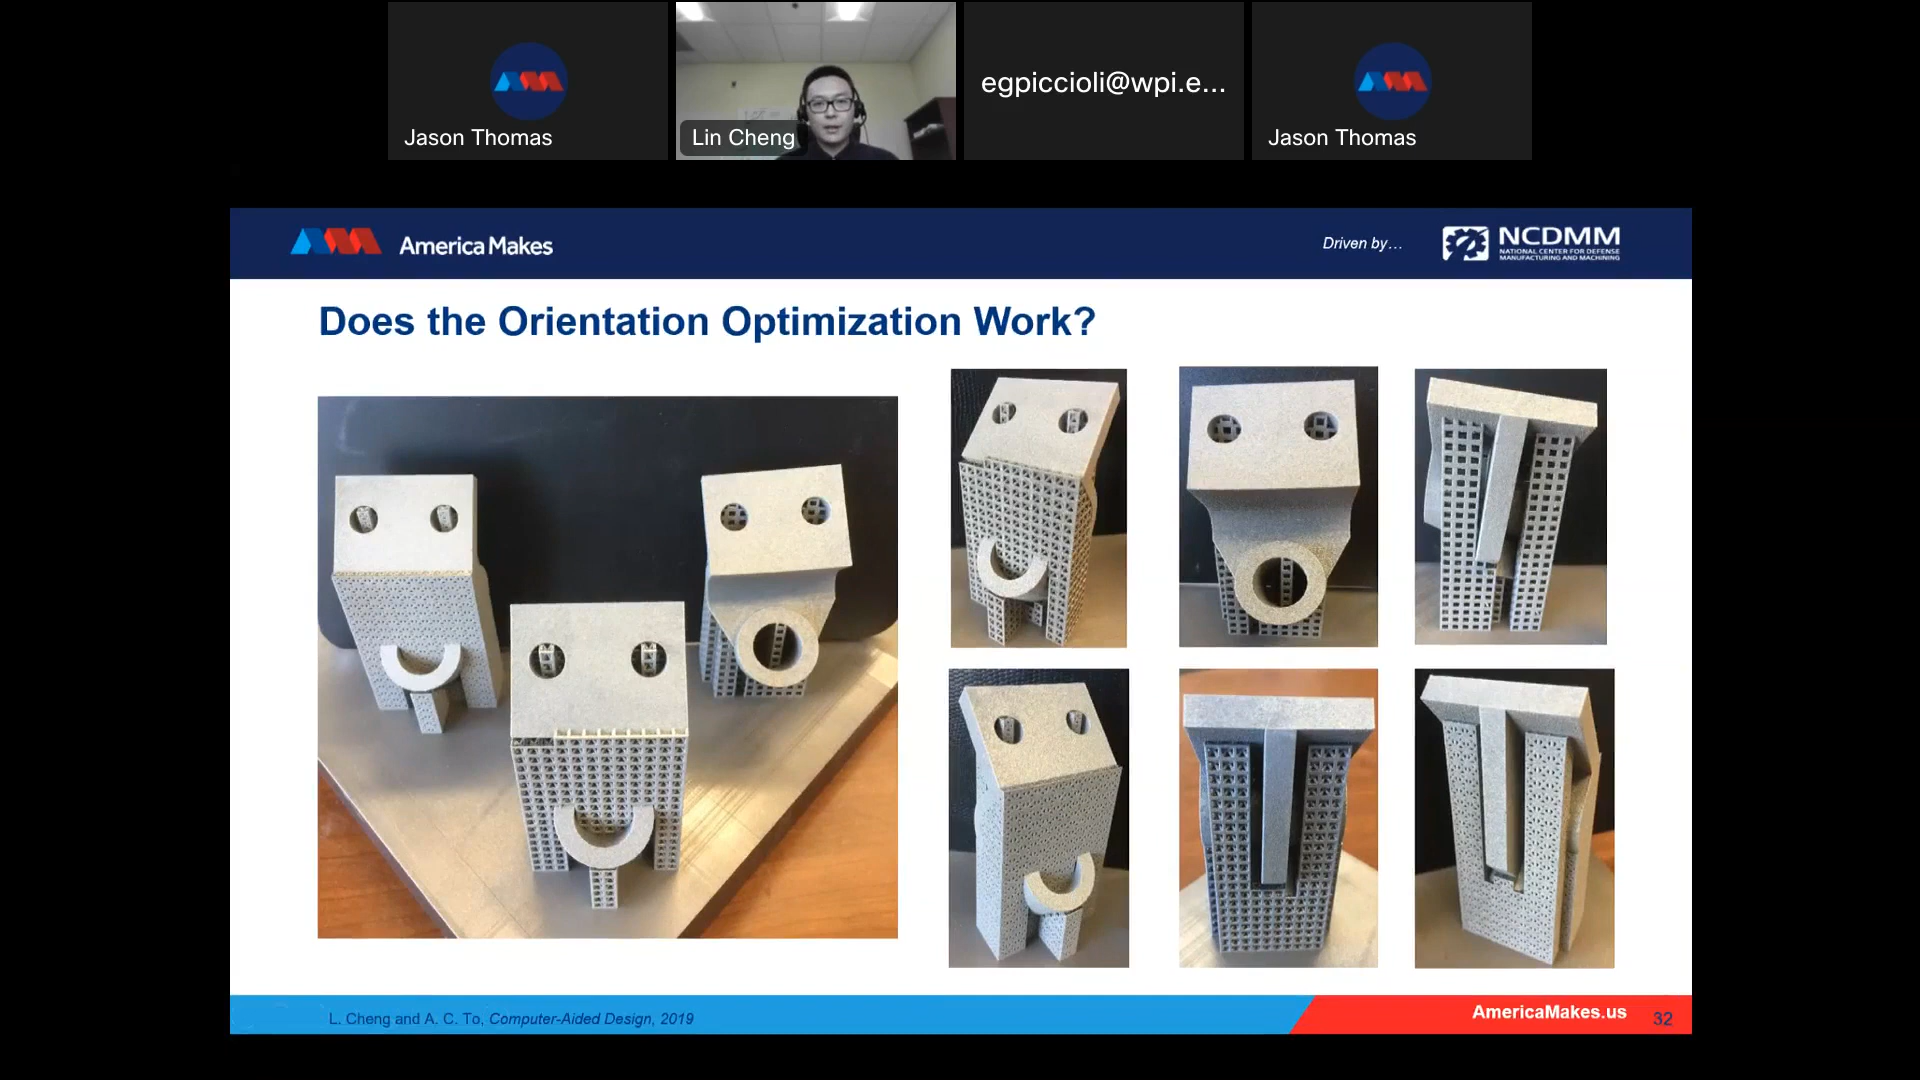 Jason Thomas
Lin Cheng
egpiccioli@wpi.e...
Jason Thomas
America Makes
Driven by...
NCDMM
NATIONAL CENTER FOR DEFENSE
MANUFACTURING AND MACHINING
Does the Orientation Optimization Work?
L. Cheng and A. C. To, Computer-Aided Design, 2019
AmericaMakes.us
32